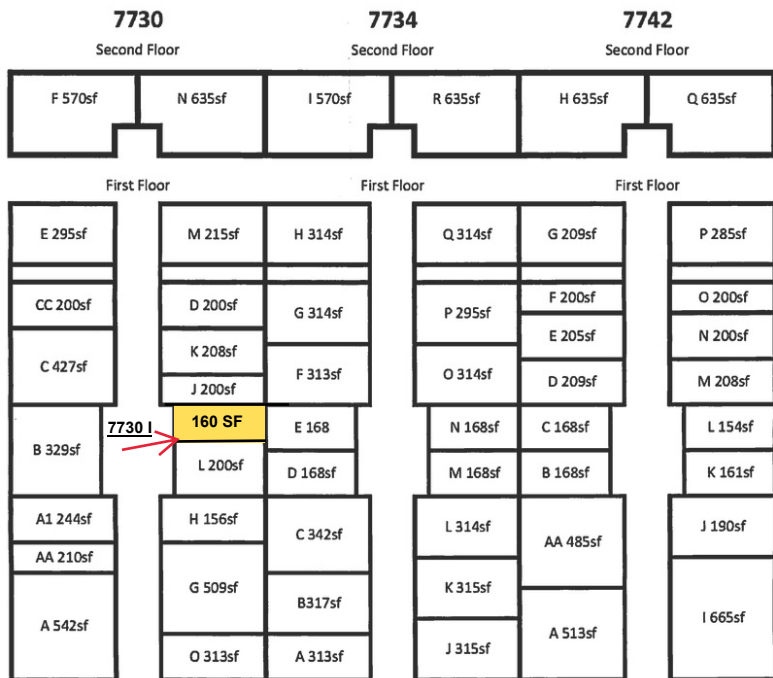 7730
7734
7742
Second Floor
Second Floor
Second Floor
F 570sf
N 635sf
I 570sf
R 635sf
H 635sf
Q 635sf
First Floor
First Floor
First Floor
E 295sf
M 215sf
H 314sf
Q 314sf
G 209sf
P 285sf
CC 200sf
D 200sf
G 314sf
P 295sf
F 200sf
O 200sf
E 205sf
N 200sf
C 427sf
K 208sf
F 313sf
O 314sf
D 209sf
M 208sf
J 200sf
7730 I
160 SF
E 168
N 168sf
C 168sf
L 154sf
B 329sf
L 200sf
D 168sf
M 168sf
B 168sf
K 161sf
A1 244sf
H 156sf
C 342sf
L 314sf
AA 485sf
J 190sf
AA 210sf
G 509sf
B317sf
K 315sf
I 665sf
A 542sf
O 313sf
A 313sf
J 315sf
A 513sf